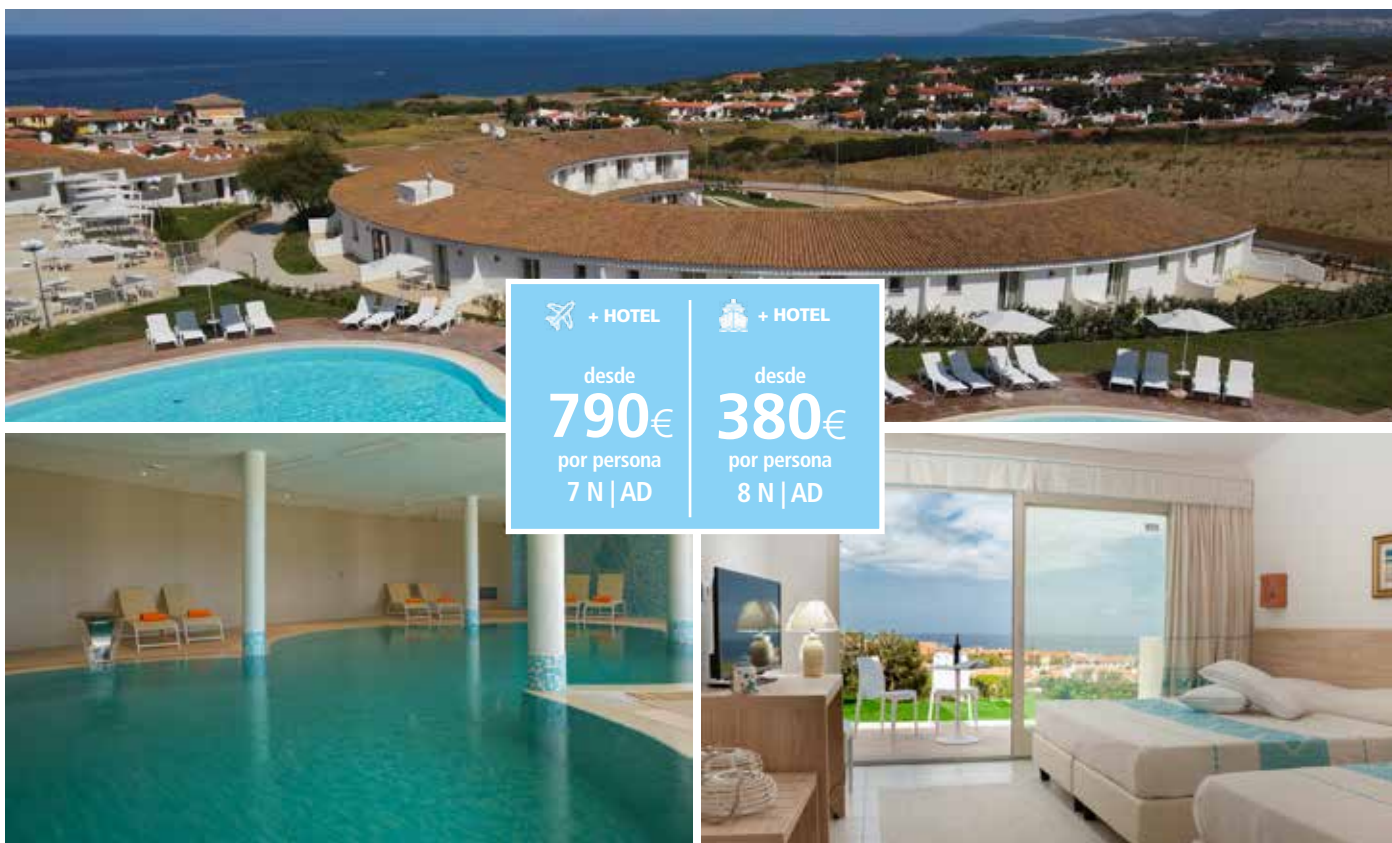 + HOTEL
desde
790€
por persona
7 N | AD
+ HOTEL
desde
380€
por persona
8 N | AD